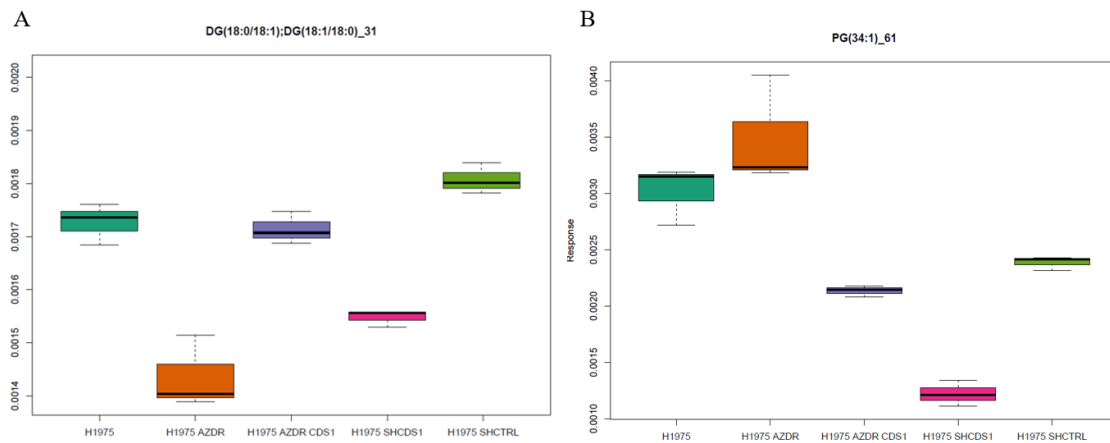 A
DG(18:0/18:1);DG(18:1/18:0)_31
0.0020
0.0019
0.0018
0.0017
0.0016
0.0015
0.0014
H1975
H1975 AZDR
H1975 AZDR CDS1
H1975 SHCDS1
H1975 SHCTRL
B
PG(34:1)_61
Response
0.0040
0.0035
0.0030
0.0025
0.0020
0.0015
0.0010
H1975
H1975 AZDR
H1975 AZDR CDS1
H1975 SHCDS1
H1975 SHCTRL